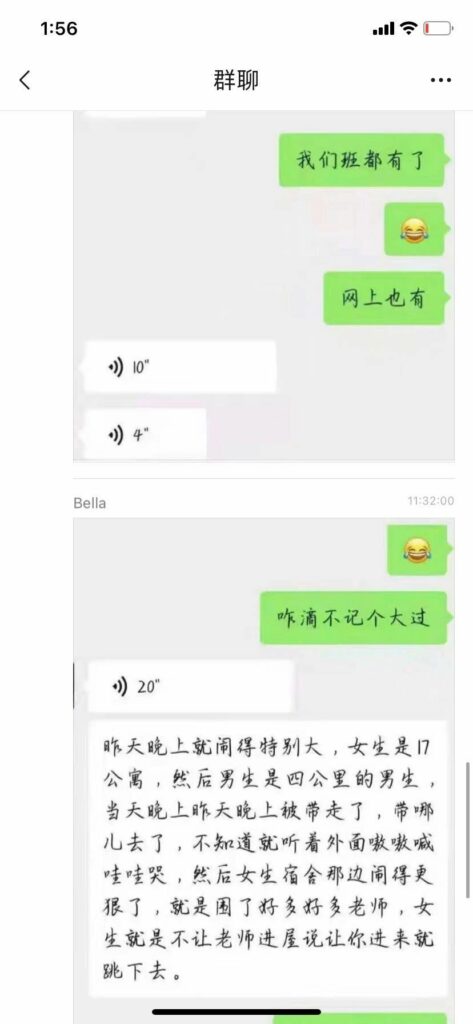 1:56
群聊
我们班都有了
😂
网上也有
10"
4"
Bella
11:32:00
😂
咋滴不记个大过
20"
昨天晚上就闹得特别大，女生是17
公寓，然后男生是四公里的男生，
当天晚上昨天晚上被带走了，带哪
儿去了，不知道就听着外面嗷嗷喊
哇哇哭，然后女生宿舍那边闹得更
狠了，就是围了好多好多老师，女
生就是不让老师进屋说让你进来就
跳下去。